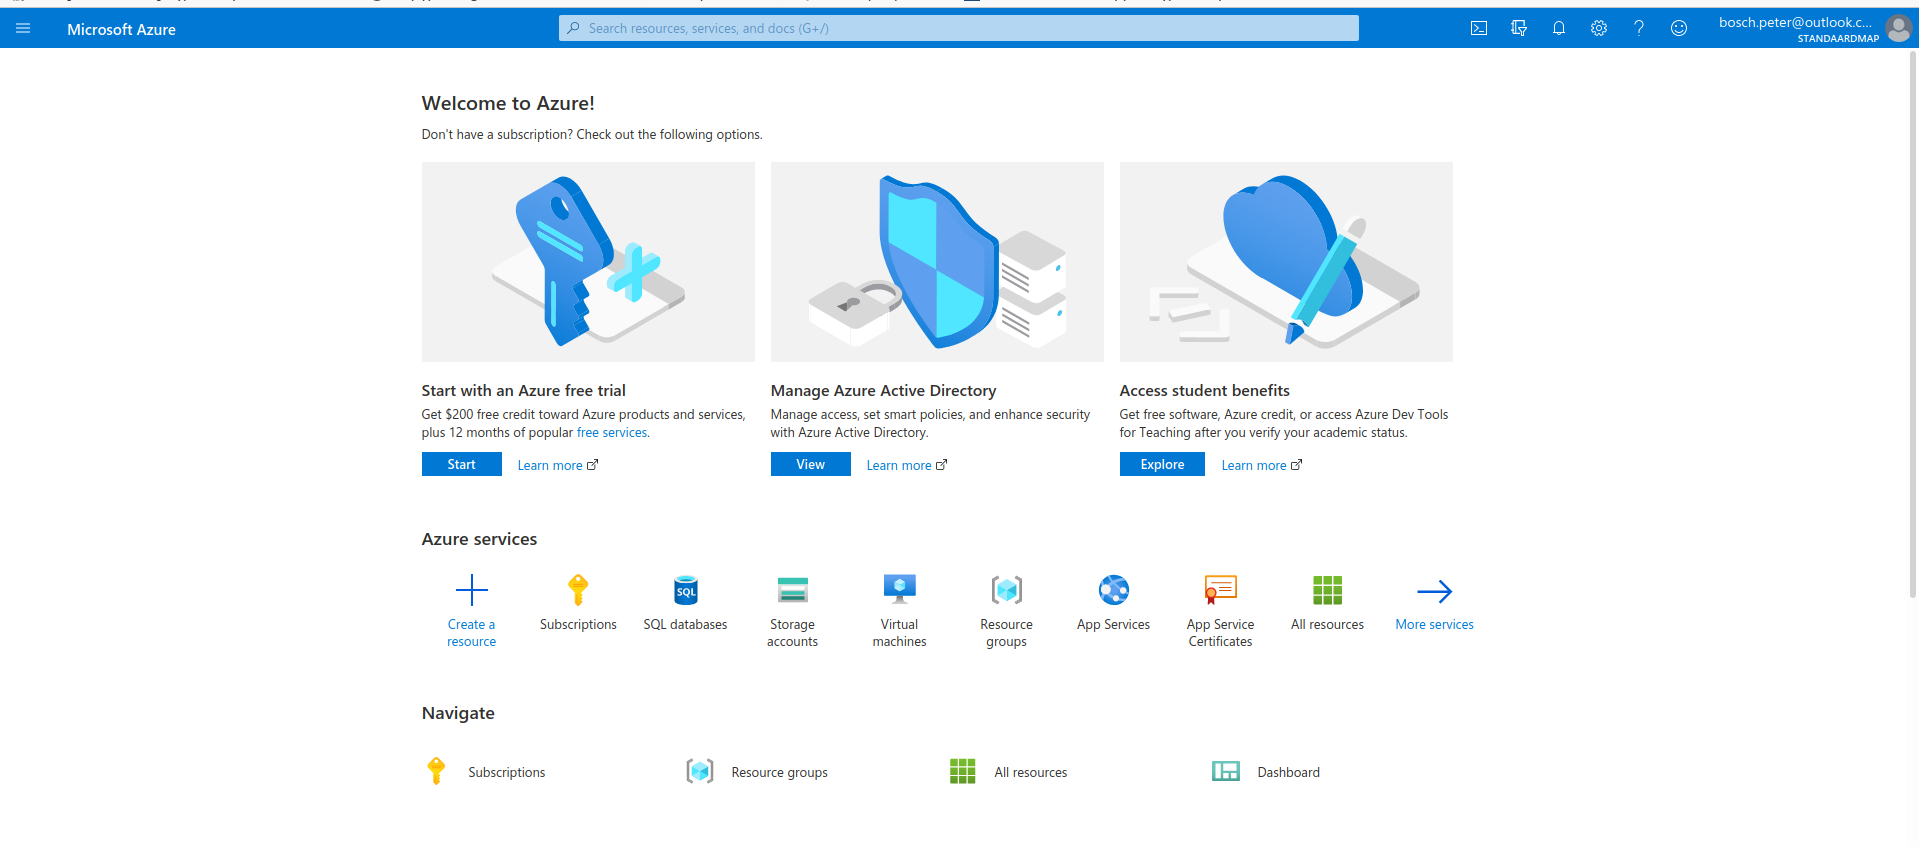 Microsoft Azure
Search resources, services, and docs (G+/)
bosch.peter@outlook.c...
STANDAARDMAP
Welcome to Azure!
Don't have a subscription? Check out the following options.
Start with an Azure free trial
Get $200 free credit toward Azure products and services,
plus 12 months of popular free services.
Start
Learn more
Manage Azure Active Directory
Manage access, set smart policies, and enhance security
with Azure Active Directory.
View
Learn more
Access student benefits
Get free software, Azure credit, or access Azure Dev Tools
for Teaching after you verify your academic status.
Explore
Learn more
Azure services
Create a
resource
Subscriptions
SQL
SQL databases
Storage
accounts
Virtual
machines
Resource
groups
App Services
App Service
Certificates
All resources
More services
Navigate
Subscriptions
Resource groups
All resources
Dashboard